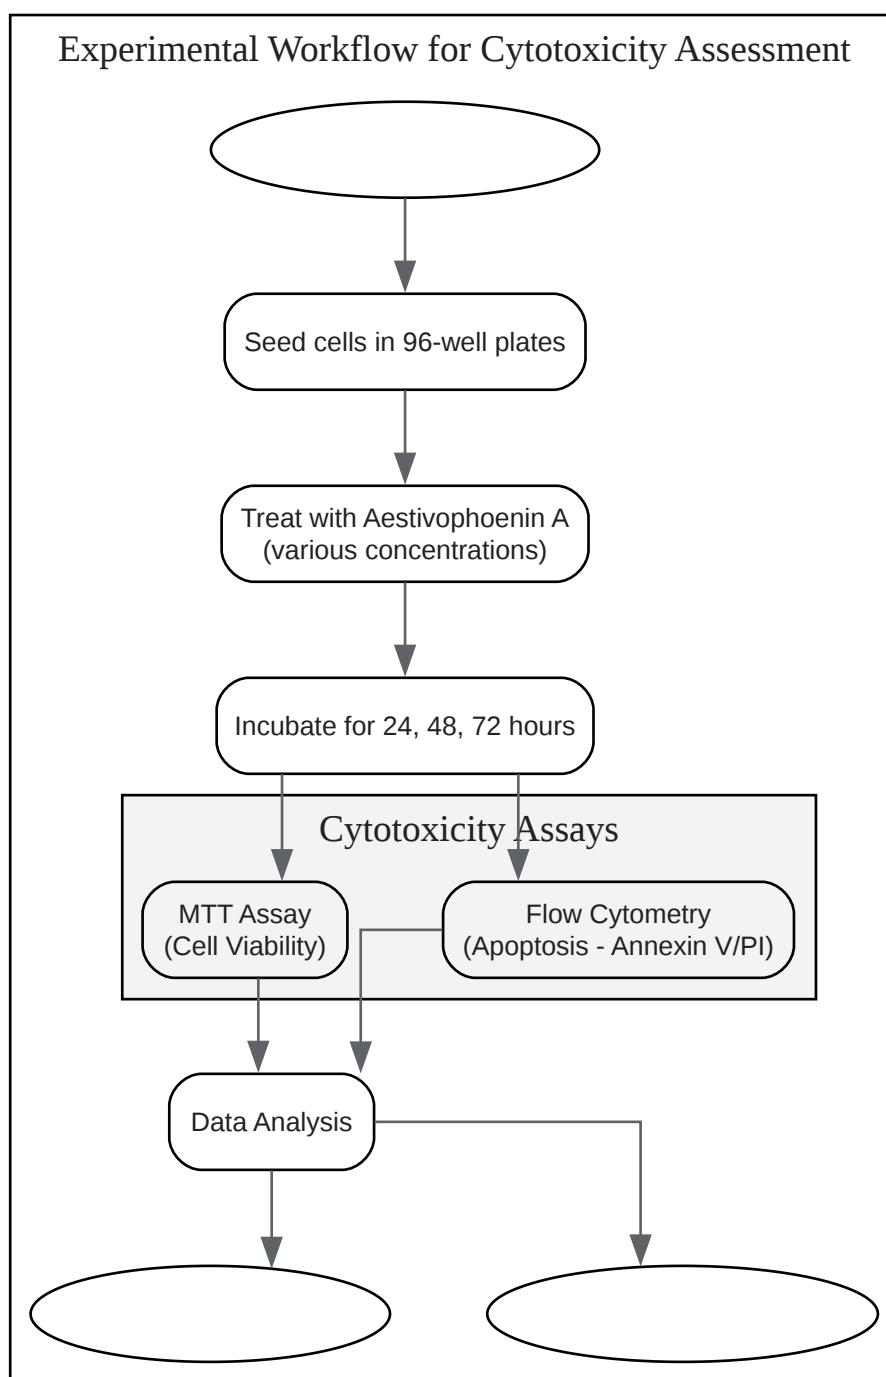 Experimental Workflow for Cytotoxicity Assessment
Seed cells in 96-well plates
Treat with Aestivophoenin A
(various concentrations)
Incubate for 24, 48, 72 hours
Cytotoxicity Assays
MTT Assay
(Cell Viability)
Flow Cytometry
(Apoptosis - Annexin V/PI)
Data Analysis